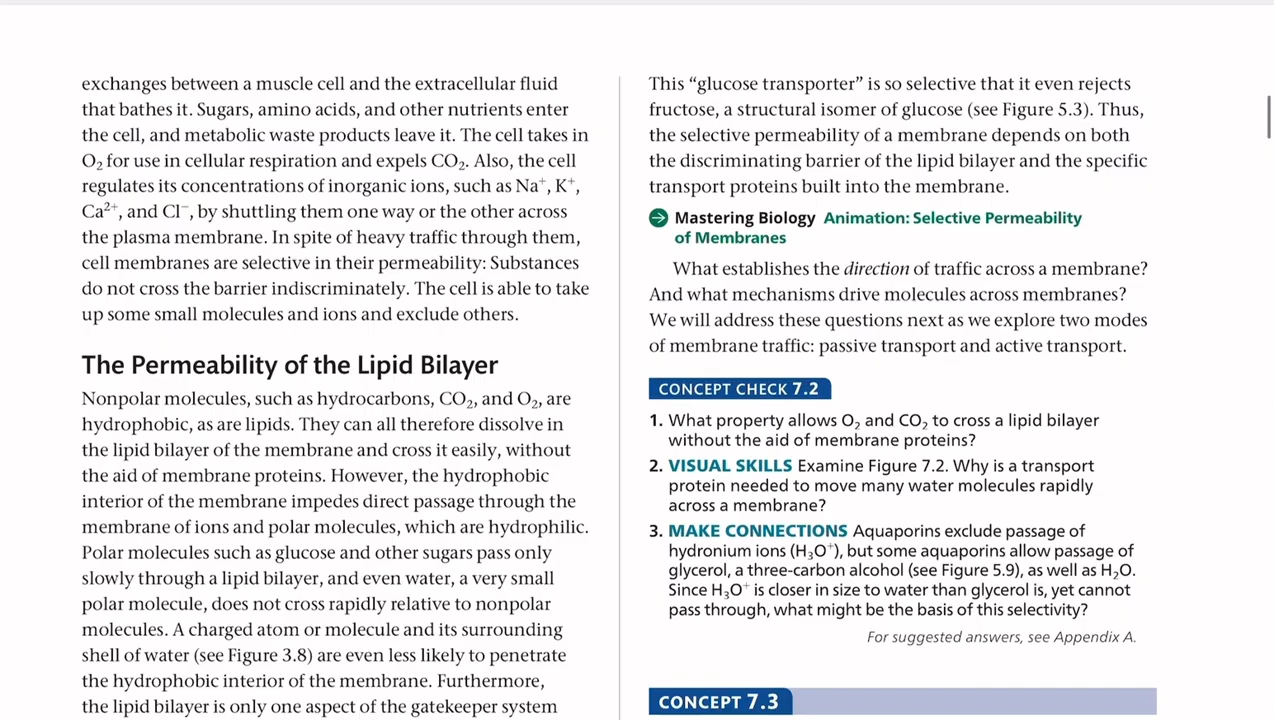 exchanges between a muscle cell and the extracellular fluid
that bathes it. Sugars, amino acids, and other nutrients enter
the cell, and metabolic waste products leave it. The cell takes in
O₂ for use in cellular respiration and expels CO₂. Also, the cell
regulates its concentrations of inorganic ions, such as Na⁺, K⁺,
Ca²⁺, and Cl⁻, by shuttling them one way or the other across
the plasma membrane. In spite of heavy traffic through them,
cell membranes are selective in their permeability: Substances
do not cross the barrier indiscriminately. The cell is able to take
up some small molecules and ions and exclude others.
The Permeability of the Lipid Bilayer
Nonpolar molecules, such as hydrocarbons, CO₂, and O₂, are
hydrophobic, as are lipids. They can all therefore dissolve in
the lipid bilayer of the membrane and cross it easily, without
the aid of membrane proteins. However, the hydrophobic
interior of the membrane impedes direct passage through the
membrane of ions and polar molecules, which are hydrophilic.
Polar molecules such as glucose and other sugars pass only
slowly through a lipid bilayer, and even water, a very small
polar molecule, does not cross rapidly relative to nonpolar
molecules. A charged atom or molecule and its surrounding
shell of water (see Figure 3.8) are even less likely to penetrate
the hydrophobic interior of the membrane. Furthermore,
the lipid bilayer is only one aspect of the gatekeeper system
This “glucose transporter” is so selective that it even rejects
fructose, a structural isomer of glucose (see Figure 5.3). Thus,
the selective permeability of a membrane depends on both
the discriminating barrier of the lipid bilayer and the specific
transport proteins built into the membrane.
Mastering Biology Animation: Selective Permeability
of Membranes
What establishes the direction of traffic across a membrane?
And what mechanisms drive molecules across membranes?
We will address these questions next as we explore two modes
of membrane traffic: passive transport and active transport.
CONCEPT CHECK 7.2
1. What property allows O₂ and CO₂ to cross a lipid bilayer
without the aid of membrane proteins?
2. VISUAL SKILLS Examine Figure 7.2. Why is a transport
protein needed to move many water molecules rapidly
across a membrane?
3. MAKE CONNECTIONS Aquaporins exclude passage of
hydronium ions (H₃O⁺), but some aquaporins allow passage of
glycerol, a three-carbon alcohol (see Figure 5.9), as well as H₂O.
Since H₃O⁺ is closer in size to water than glycerol is, yet cannot
pass through, what might be the basis of this selectivity?
For suggested answers, see Appendix A.
CONCEPT 7.3